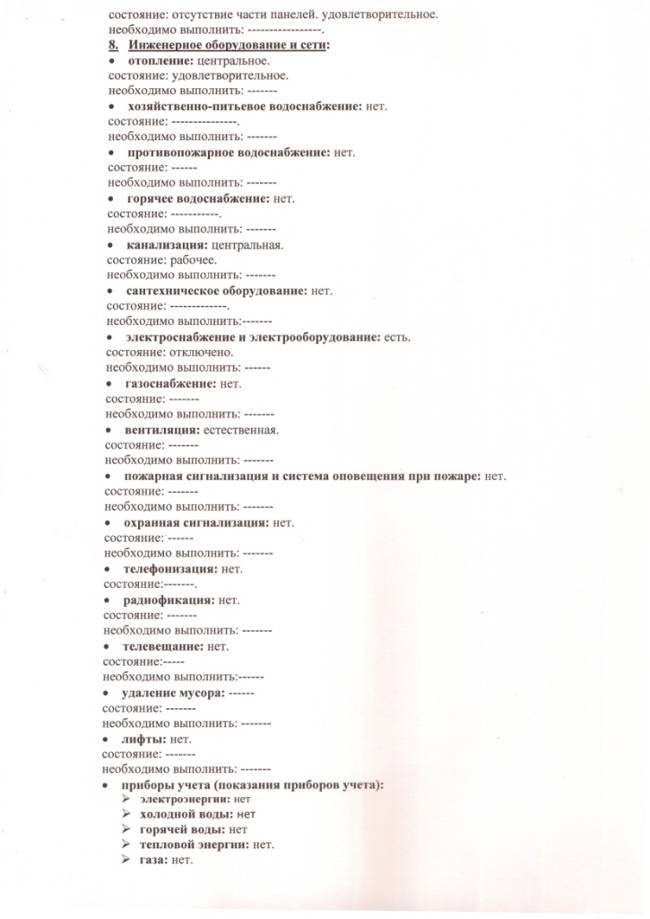 состояние: отсутствие части панелей. удовлетворительное.
необходимо выполнить: -----------------.
8. Инженерное оборудование и сети:
• отопление: центральное.
состояние: удовлетворительное.
необходимо выполнить: -------
• хозяйственно-питьевое водоснабжение: нет.
состояние: ---------------.
необходимо выполнить: -------
• противопожарное водоснабжение: нет.
состояние: ------
необходимо выполнить: -------
• горячее водоснабжение: нет.
состояние: -----------.
необходимо выполнить: -------
• канализация: центральная.
состояние: рабочее.
необходимо выполнить: -------
• сантехническое оборудование: нет.
состояние: -------------.
необходимо выполнить:-------
• электроснабжение и электрооборудование: есть.
состояние: отключено.
необходимо выполнить: ------
• газоснабжение: нет.
состояние: -------
необходимо выполнить: -------
• вентиляция: естественная.
состояние: -------
необходимо выполнить: -------
• пожарная сигнализация и система оповещения при пожаре: нет.
состояние: -------
необходимо выполнить: -------
• охранная сигнализация: нет.
состояние: ------
необходимо выполнить: -------
• телефонизация: нет.
состояние:-------.
• радиофикация: нет.
состояние: -------
необходимо выполнить: -------
• телевещание: нет.
состояние:-----
необходимо выполнить:------
• удаление мусора: ------
состояние: -------
необходимо выполнить: -------
• лифты: нет.
состояние: -------
необходимо выполнить: -------
• приборы учета (показания приборов учета):
➢ электроэнергии: нет
➢ холодной воды: нет
➢ горячей воды: нет
➢ тепловой энергии: нет.
➢ газа: нет.